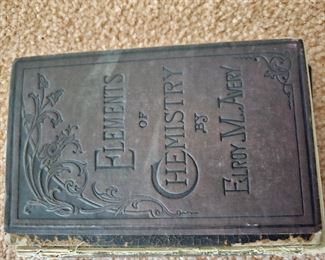 ELEMENTS
OF
CHEMISTRY
BY
ELROY M. AVERY